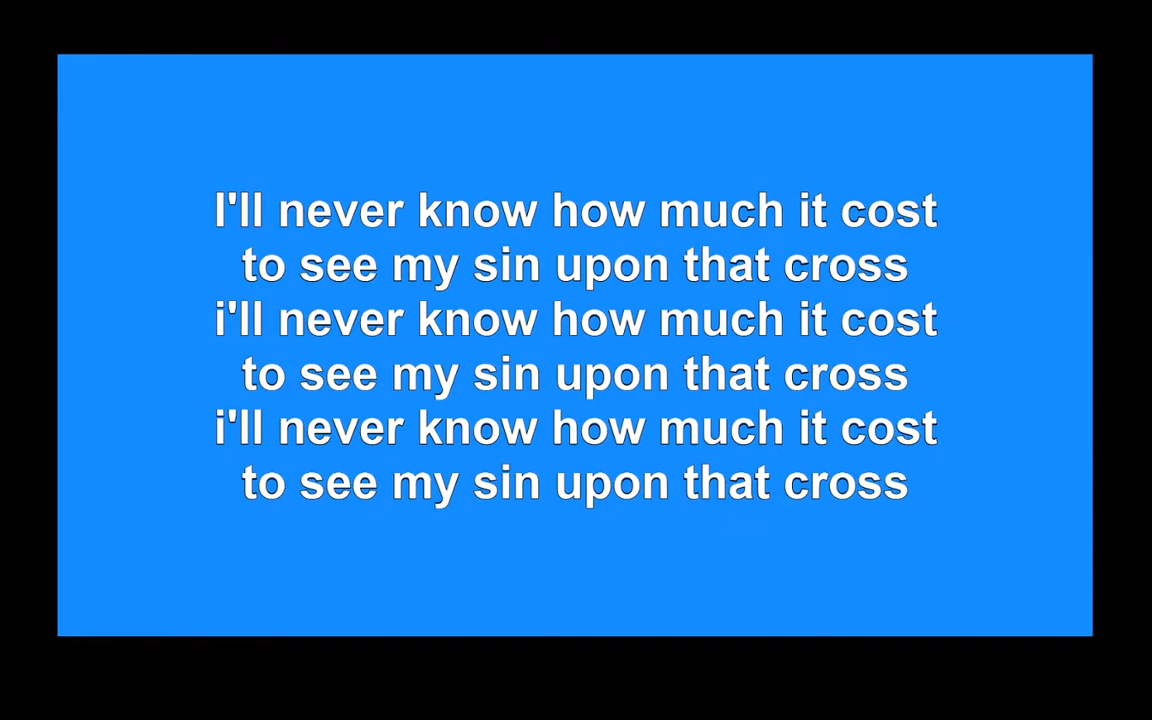 I'll never know how much it cost
to see my sin upon that cross
i'll never know how much it cost
to see my sin upon that cross
i'll never know how much it cost
to see my sin upon that cross